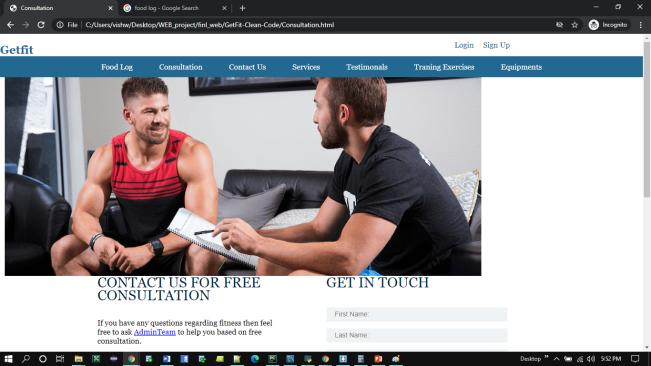 Consultation
food log - Google Search
File | C:/Users/vishw/Desktop/WEB_project/finl_web/GetFit-Clean-Code/Consultation.html
Incognito
Getfit
Login Sign Up
Food Log Consultation Contact Us Services Testimonals Traning Exercises Equipments
CONTACT US FOR FREE
CONSULTATION
If you have any questions regarding fitness then feel
free to ask AdminTeam to help you based on free
consultation.
GET IN TOUCH
First Name:
Last Name:
Desktop 5:52 PM